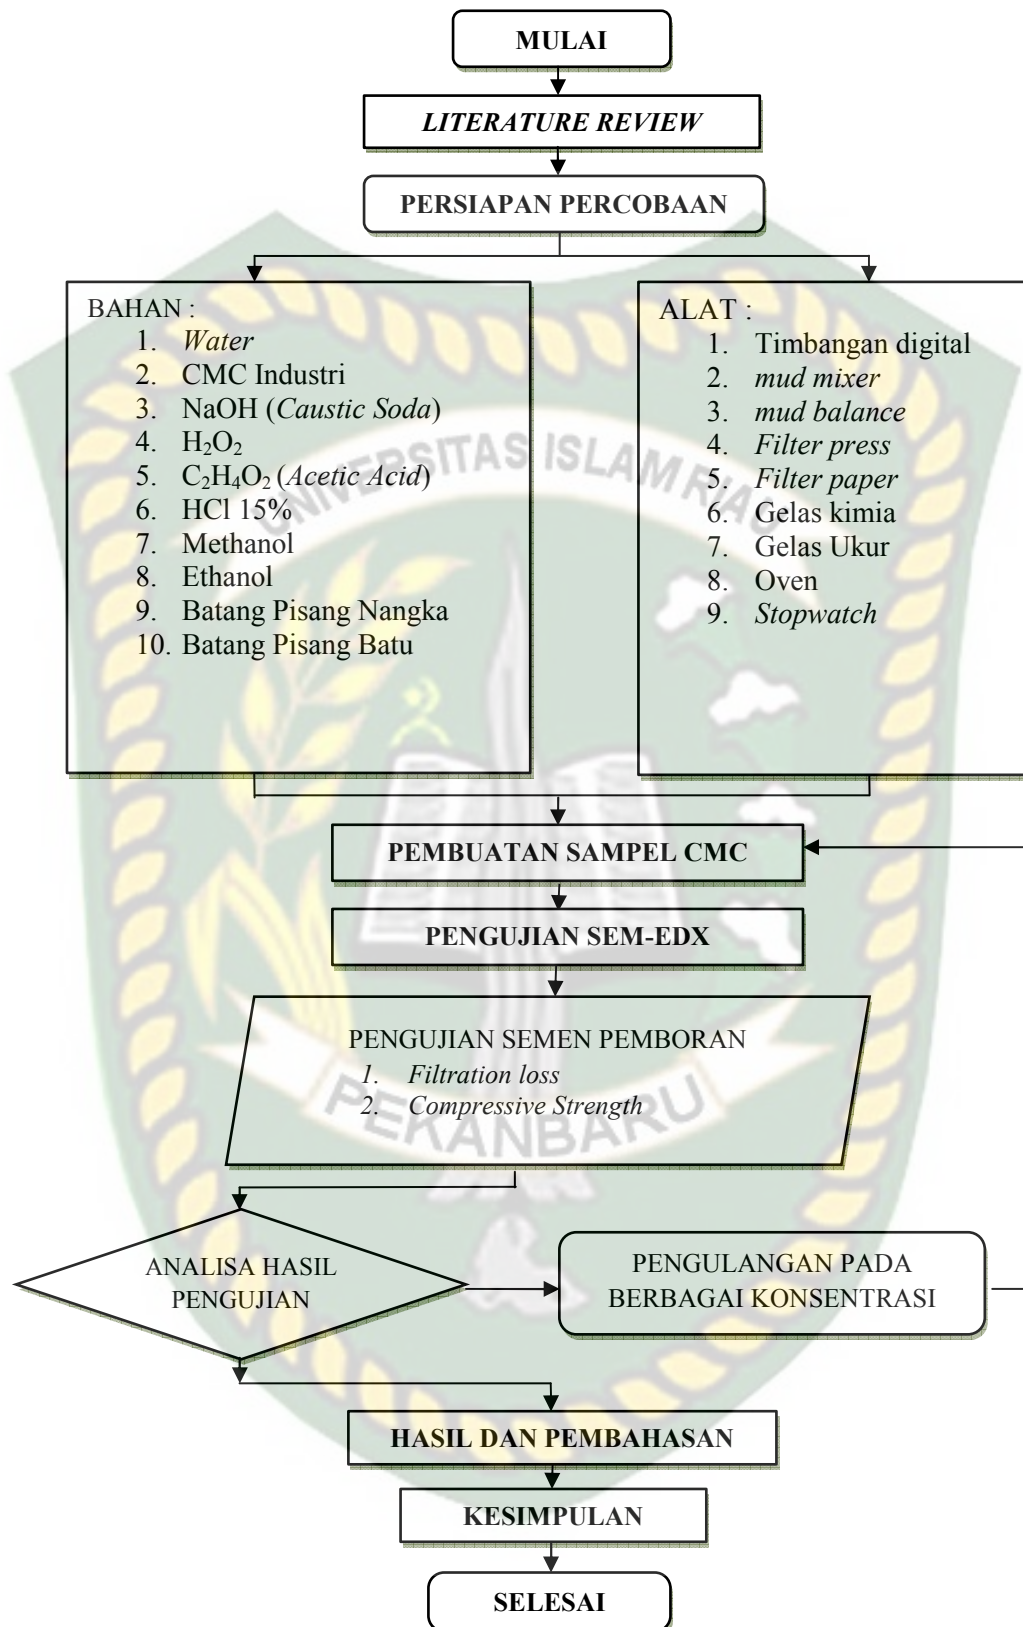 MULAI
LITERATURE REVIEW
PERSIAPAN PERCOBAAN
BAHAN :
1. Water
2. CMC Industri
3. NaOH (Caustic Soda)
4. H₂O₂
5. C₂H₄O₂ (Acetic Acid)
6. HCl 15%
7. Methanol
8. Ethanol
9. Batang Pisang Nangka
10. Batang Pisang Batu
ALAT :
1. Timbangan digital
2. mud mixer
3. mud balance
4. Filter press
5. Filter paper
6. Gelas kimia
7. Gelas Ukur
8. Oven
9. Stopwatch
UNIVERSITAS ISLAM RIAU
PEMBUATAN SAMPEL CMC
PENGUJIAN SEM-EDX
PENGUJIAN SEMEN PEMBORAN
1. Filtration loss
2. Compressive Strength
PEKANBARU
ANALISA HASIL
PENGUJIAN
PENGULANGAN PADA
BERBAGAI KONSENTRASI
HASIL DAN PEMBAHASAN
KESIMPULAN
SELESAI